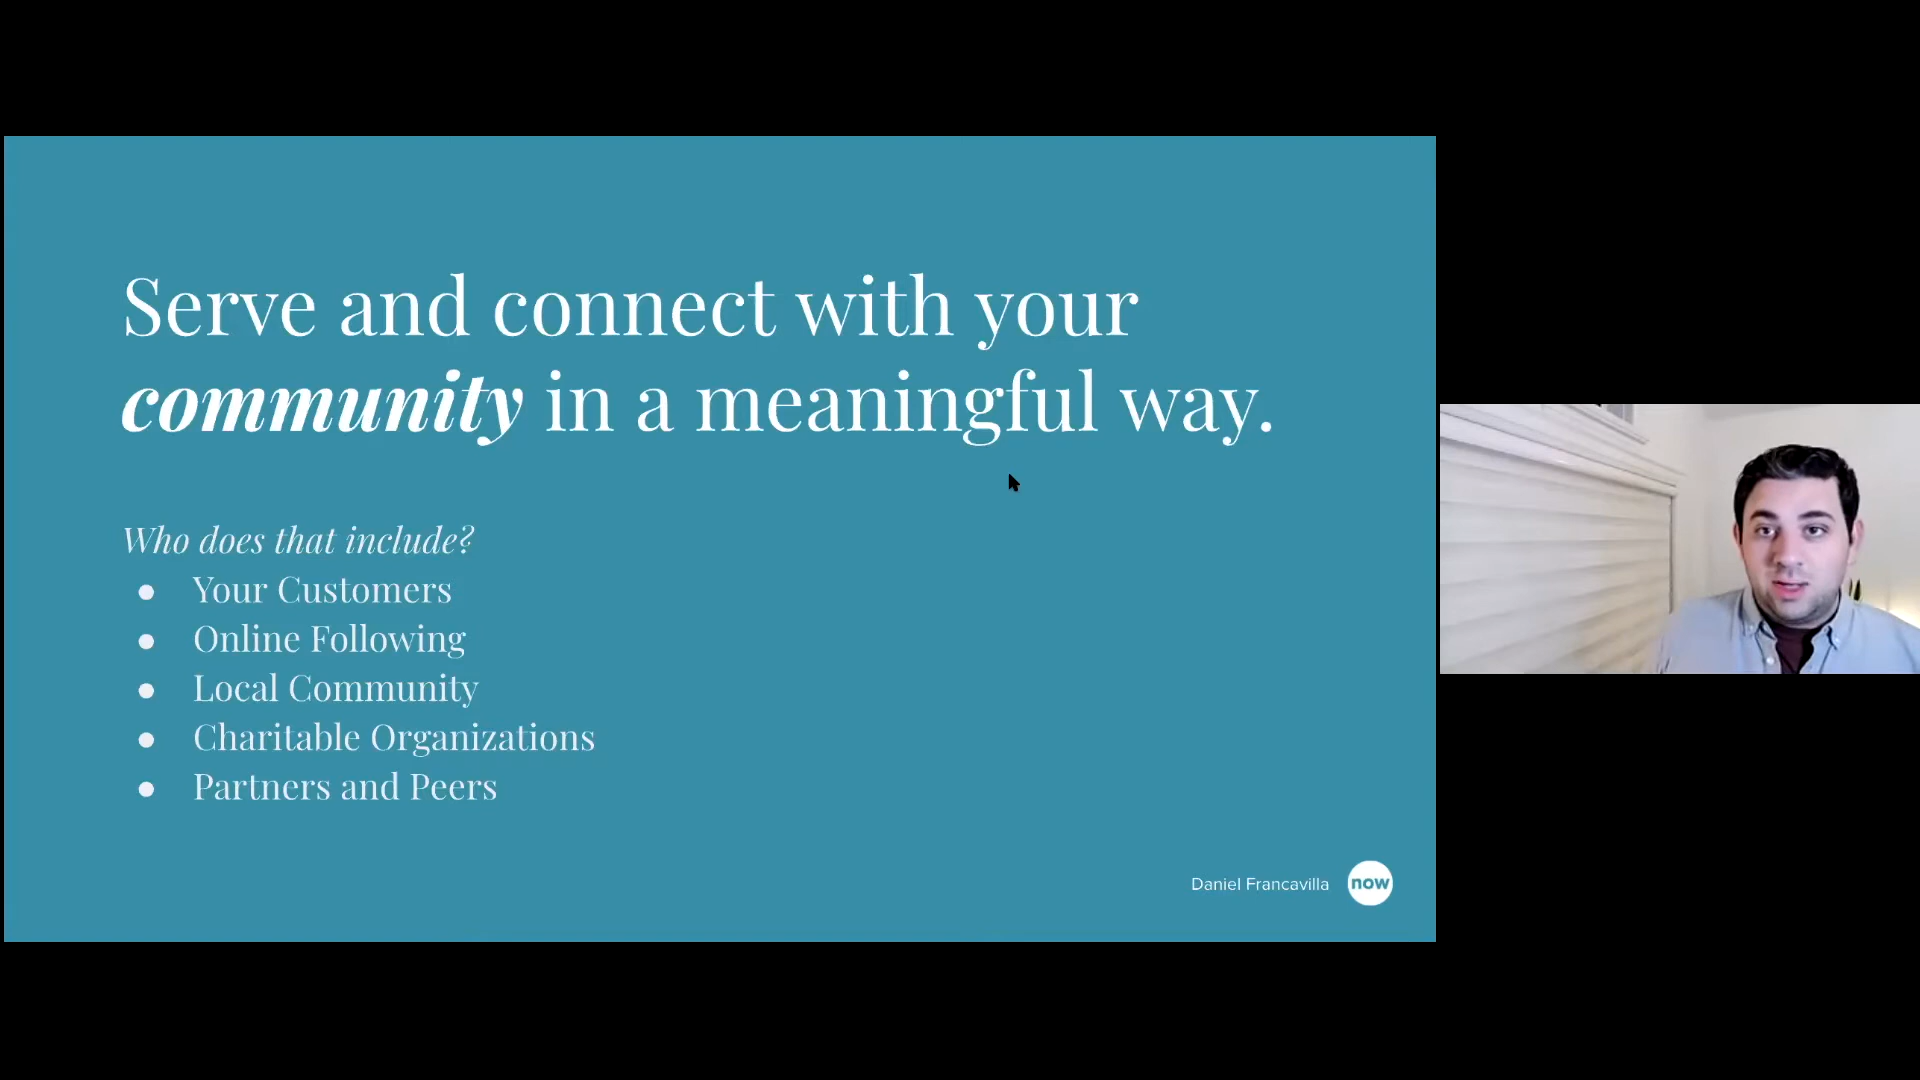 Serve and connect with your
community in a meaningful way.
Who does that include?
● Your Customers
● Online Following
● Local Community
● Charitable Organizations
● Partners and Peers
Daniel Francavilla now